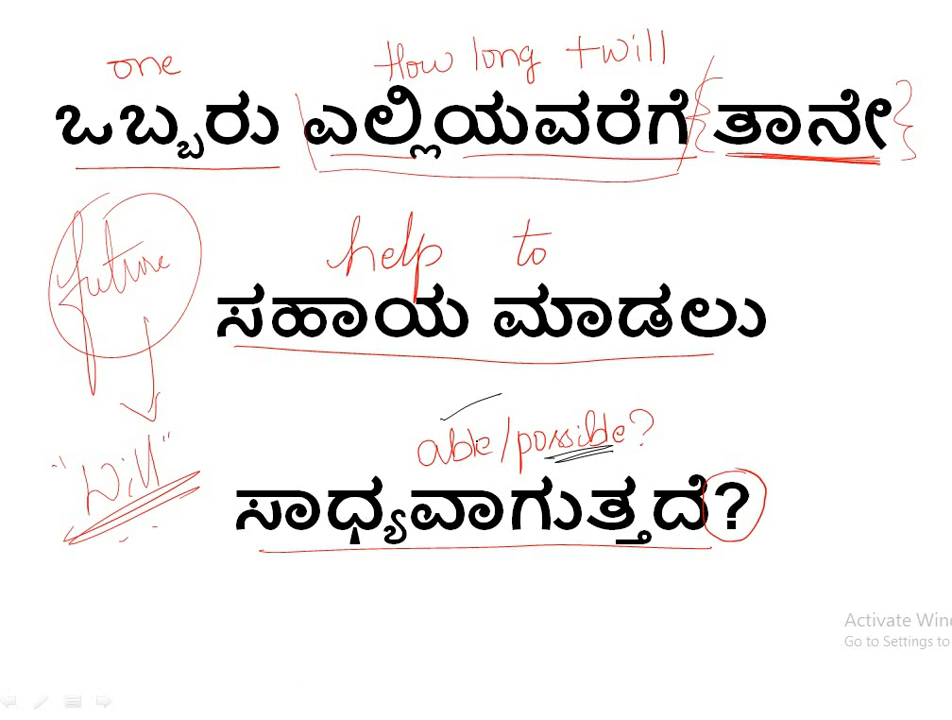 one How long + will
ಒಬ್ಬರು ಎಲ್ಲಿಯವರೆಗೆ { ತಾನೇ }
future help to
ಸಹಾಯ ಮಾಡಲು
"Will" able/possible?
ಸಾಧ್ಯವಾಗುತ್ತದೆ?
Activate Win
Go to Settings to